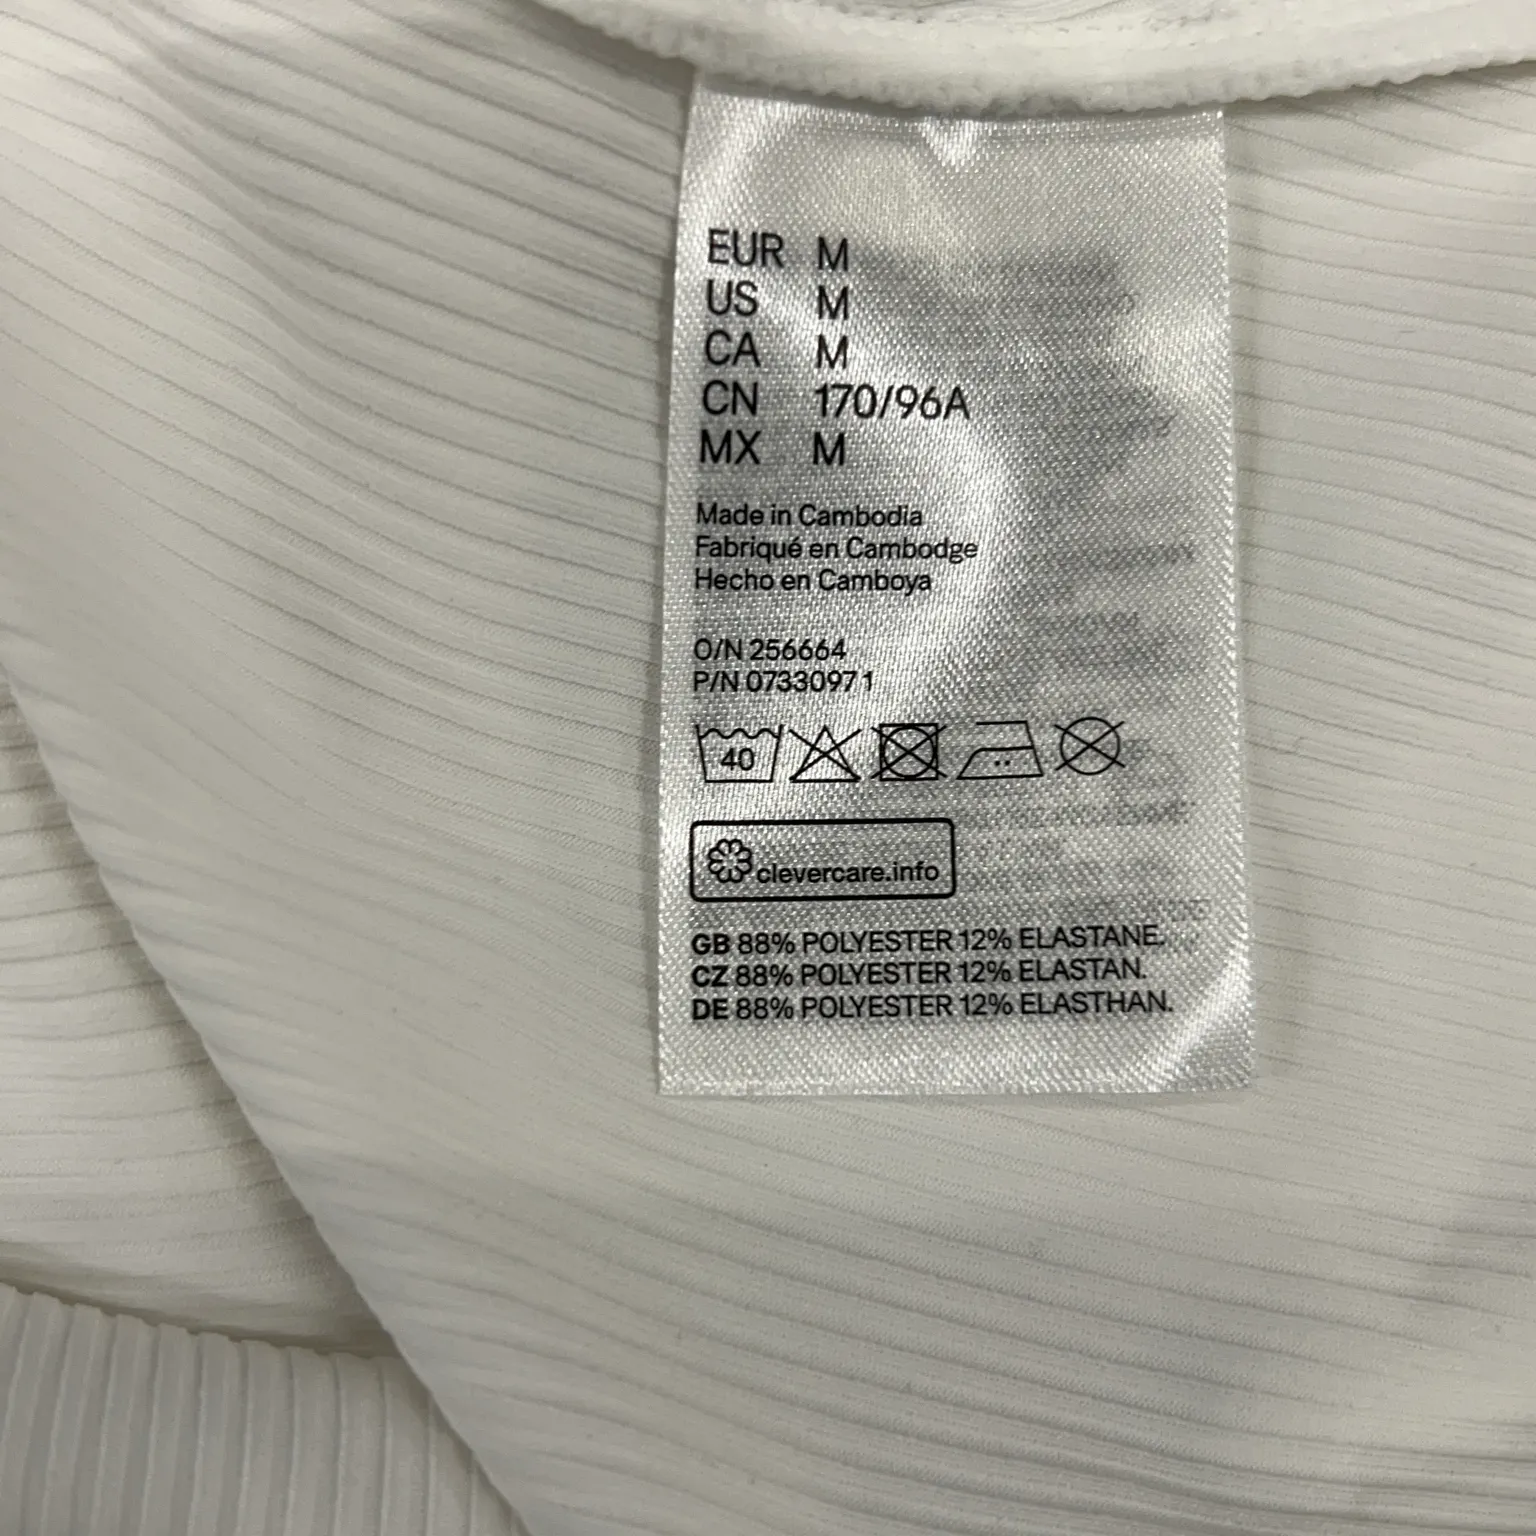 EUR M
US M
CA M
CN 170/96A
MX M
Made in Cambodia
Fabriqué en Cambodge
Hecho en Camboya
O/N 256664
P/N 07330971
40
clevercare.info
GB 88% POLYESTER 12% ELASTANE.
CZ 88% POLYESTER 12% ELASTAN.
DE 88% POLYESTER 12% ELASTHAN.